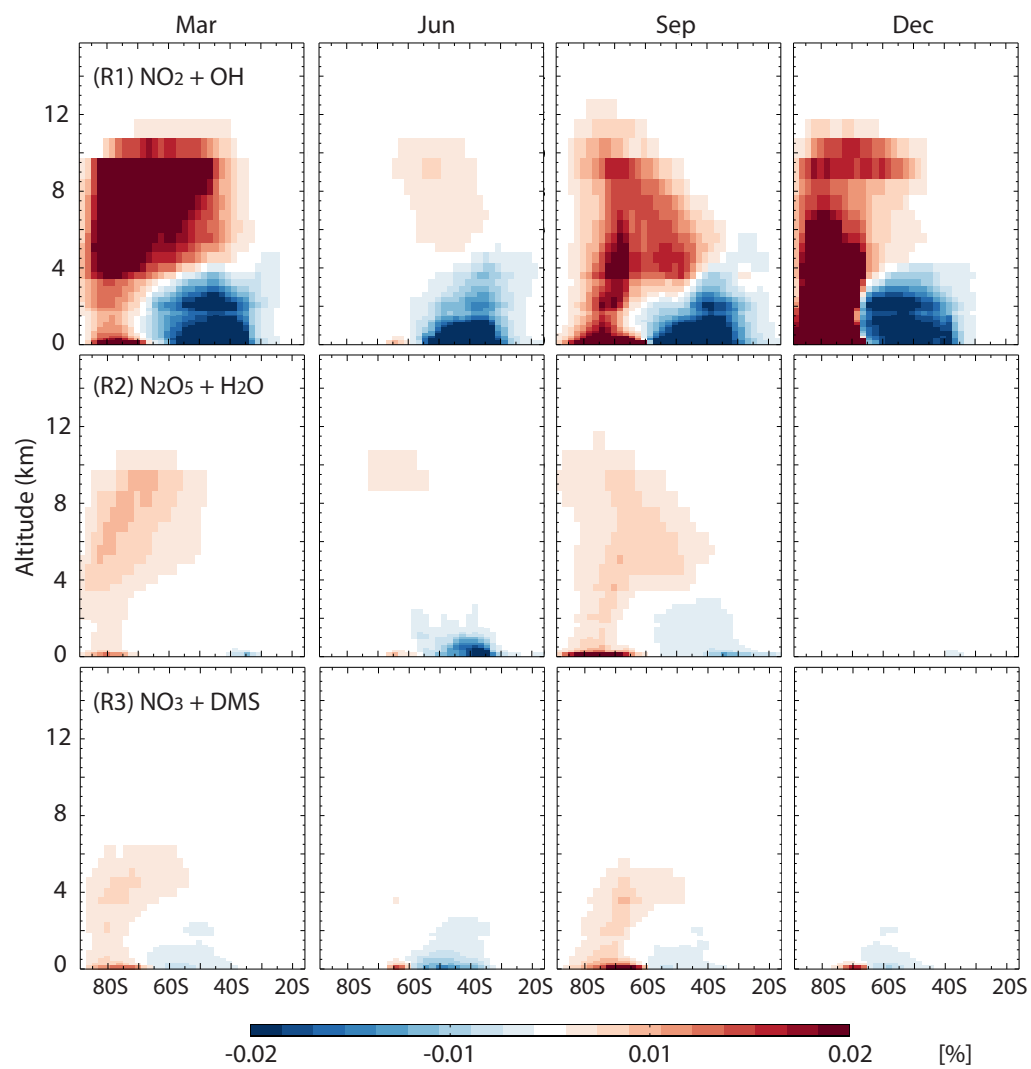 Mar Jun Sep Dec
(R1) NO2 + OH
12
8
4
0
(R2) N2O5 + H2O
12
8
4
0
Altitude (km)
(R3) NO3 + DMS
12
8
4
0
80S 60S 40S 20S 80S 60S 40S 20S 80S 60S 40S 20S 80S 60S 40S 20S
-0.02 -0.01 0.01 0.02 [%]